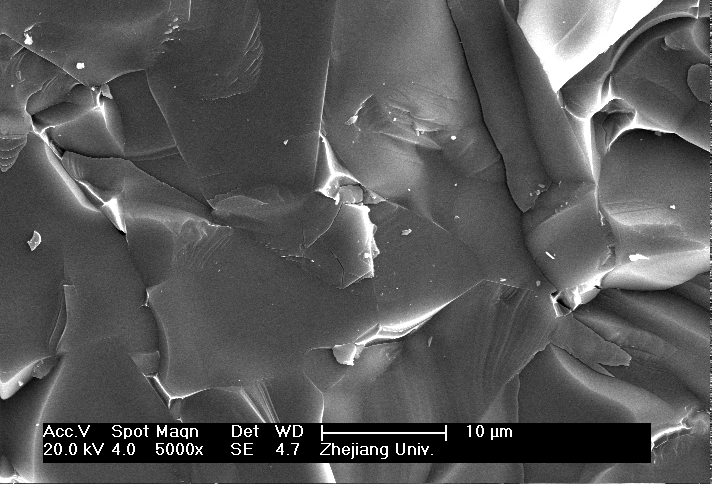 Acc.V Spot Magn Det WD 10 µm
20.0 kV 4.0 5000x SE 4.7 Zhejiang Univ.